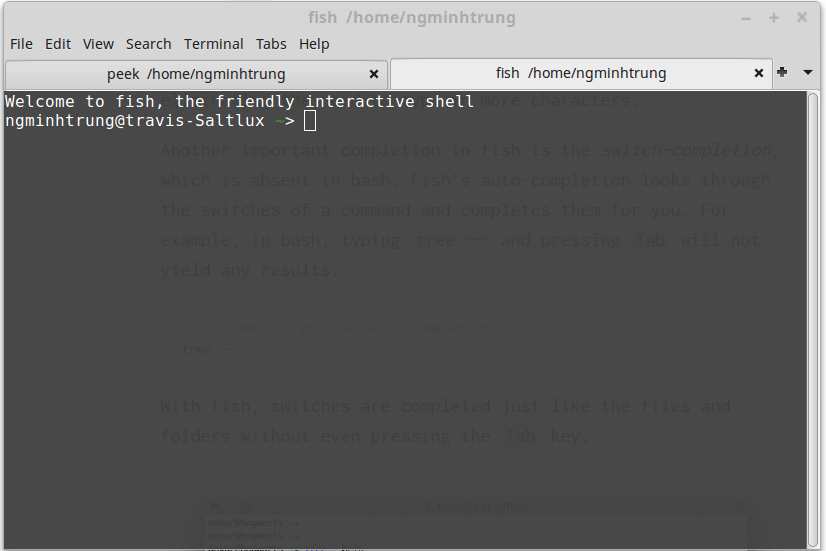 fish /home/ngminhtrung
File Edit View Search Terminal Tabs Help
peek /home/ngminhtrung
fish /home/ngminhtrung
Welcome to fish, the friendly interactive shell
more characters.
ngminhtrung@travis-Saltlux ~>
Another important completion in fish is the switch-completion,
which is absent in bash. Fish's auto-completion looks through
the switches of a command and completes them for you. For
example, in bash, typing tree -- and pressing Tab will not
yield any results.
tree --
With fish, switches are completed just like the files and
folders without even pressing the Tab key.